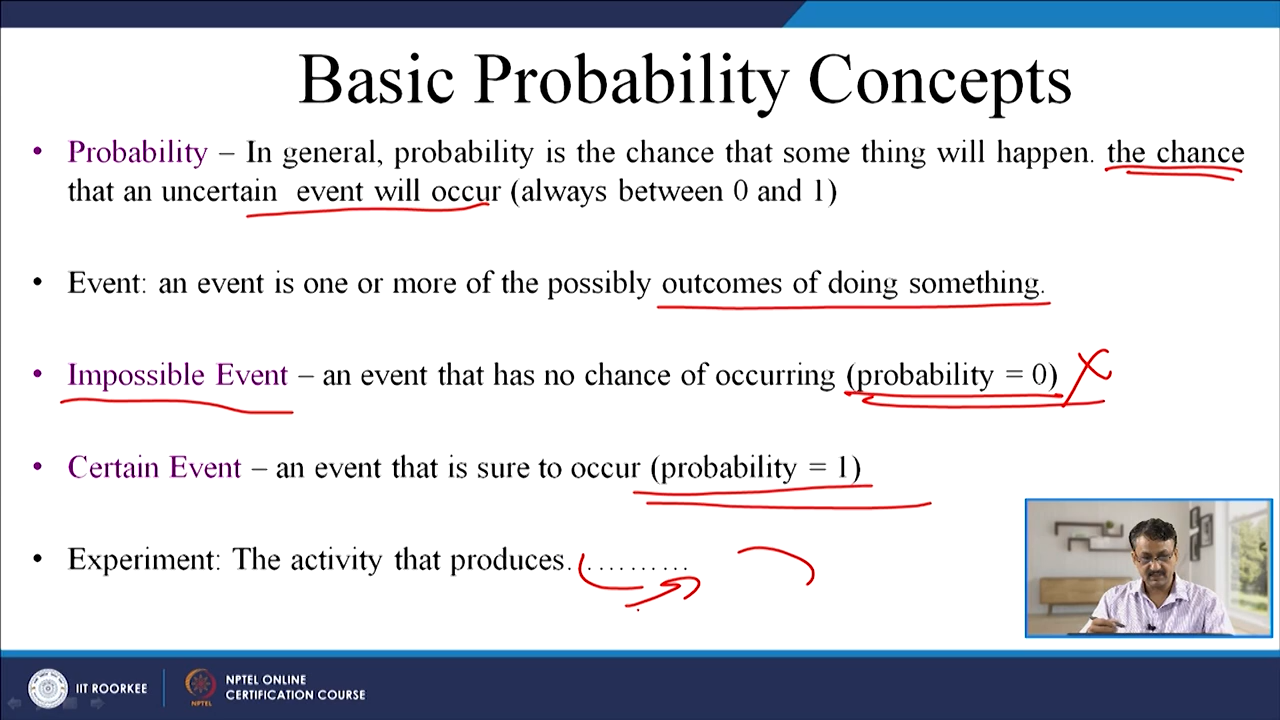 Basic Probability Concepts
• Probability – In general, probability is the chance that some thing will happen. the chance
that an uncertain event will occur (always between 0 and 1)
• Event: an event is one or more of the possibly outcomes of doing something.
• Impossible Event – an event that has no chance of occurring (probability = 0)
• Certain Event – an event that is sure to occur (probability = 1)
• Experiment: The activity that produces..........
IIT ROORKEE
NPTEL
NPTEL ONLINE
CERTIFICATION COURSE